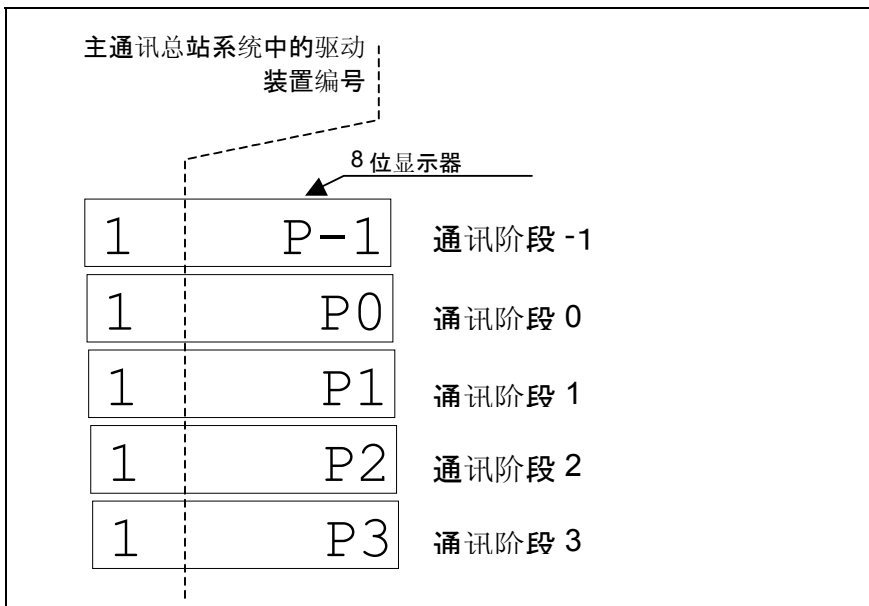 主通讯总站系统中的驱动
装置编号
8 位显示器
1 P-1 通讯阶段 -1
1 P0 通讯阶段 0
1 P1 通讯阶段 1
1 P2 通讯阶段 2
1 P3 通讯阶段 3